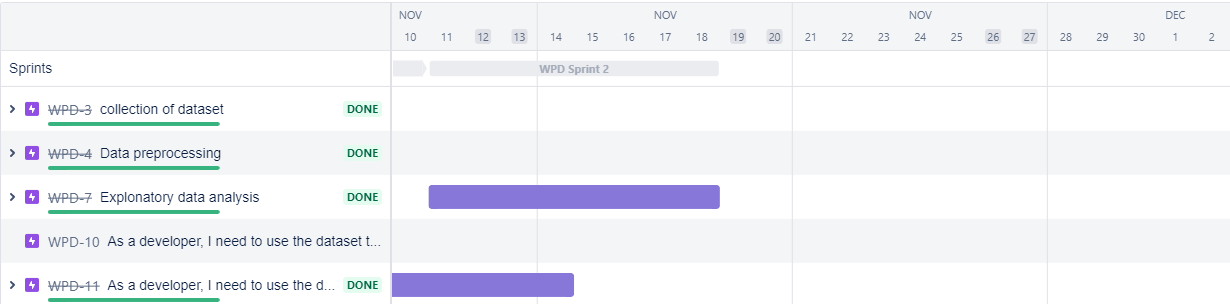 NOV NOV NOV DEC
10 11 12 13 14 15 16 17 18 19 20 21 22 23 24 25 26 27 28 29 30 1 2
Sprints WPD Sprint 2
WPD-3 collection of dataset DONE
WPD-4 Data preprocessing DONE
WPD-7 Explonatory data analysis DONE
WPD-10 As a developer, I need to use the dataset t...
WPD-11 As a developer, I need to use the d... DONE